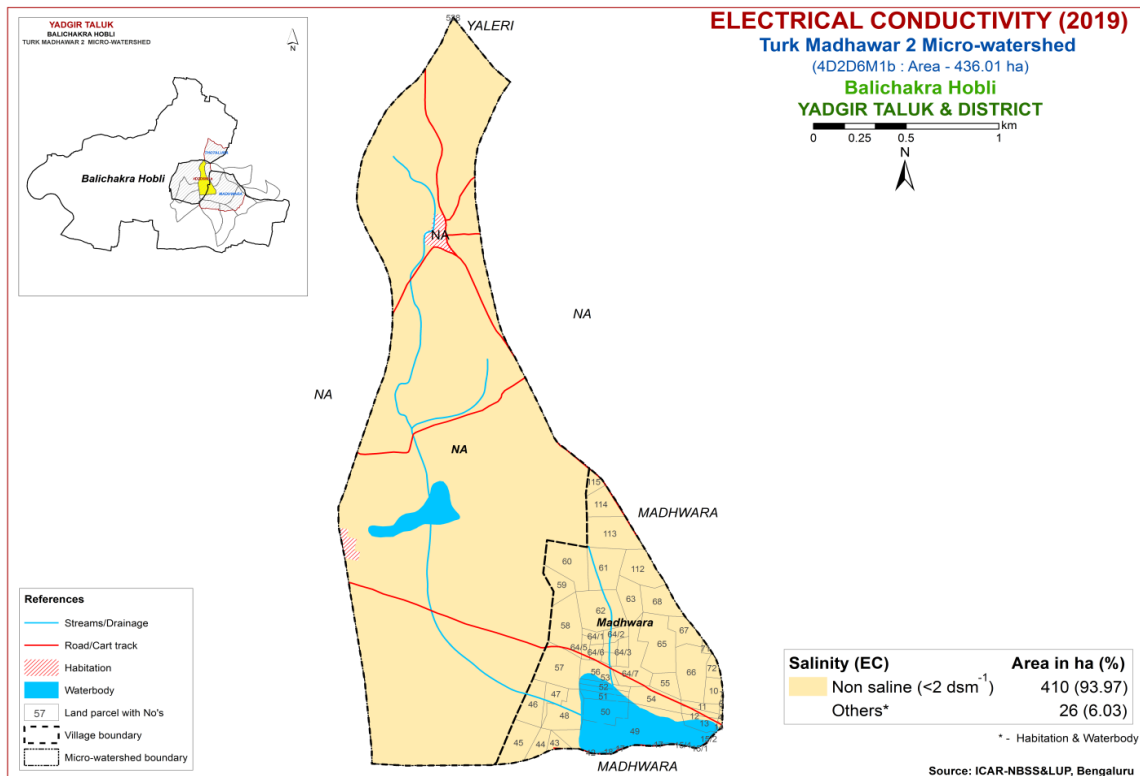 YADGIR TALUK
BALICHAKRA HOBLI
TURK MADHAWAR 2 MICRO-WATERSHED
N
Balichakra Hobli
MADHWARA
ELECTRICAL CONDUCTIVITY (2019)
Turk Madhawar 2 Micro-watershed
(4D2D6M1b : Area - 436.01 ha)
Balichakra Hobli
YADGIR TALUK & DISTRICT
km
0 0.25 0.5 1
N
YALERI
NA
NA
NA
NA
MADHWARA
115
114
113
60
61
112
59
63
68
62
Madhwara
58
67
64/1
64/2
65
64/5
64/6
64/3
57
56
64/7
66
72
53
55
52
47
51
54
10
46
50
48
12
49
13
45
44
43
MADHWARA
References
Streams/Drainage
Road/Cart track
Habitation
Waterbody
57 Land parcel with No's
Village boundary
Micro-watershed boundary
Salinity (EC) Area in ha (%)
Non saline (<2 dsm⁻¹) 410 (93.97)
Others* 26 (6.03)
* - Habitation & Waterbody
Source: ICAR-NBSS&LUP, Bengaluru